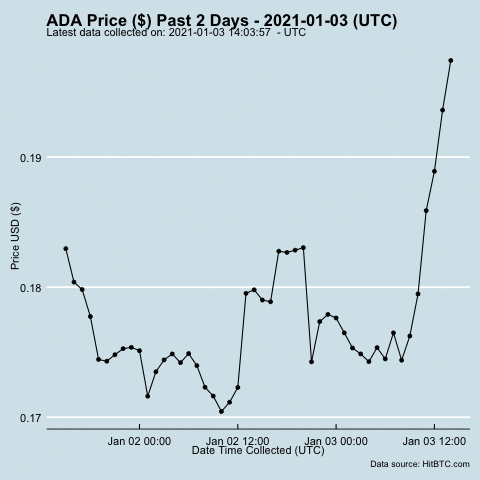 ADA Price ($) Past 2 Days - 2021-01-03 (UTC)
Latest data collected on: 2021-01-03 14:03:57  - UTC
Price USD ($)
0.19
0.18
0.17
Jan 02 00:00
Jan 02 12:00
Jan 03 00:00
Jan 03 12:00
Date Time Collected (UTC)
Data source: HitBTC.com